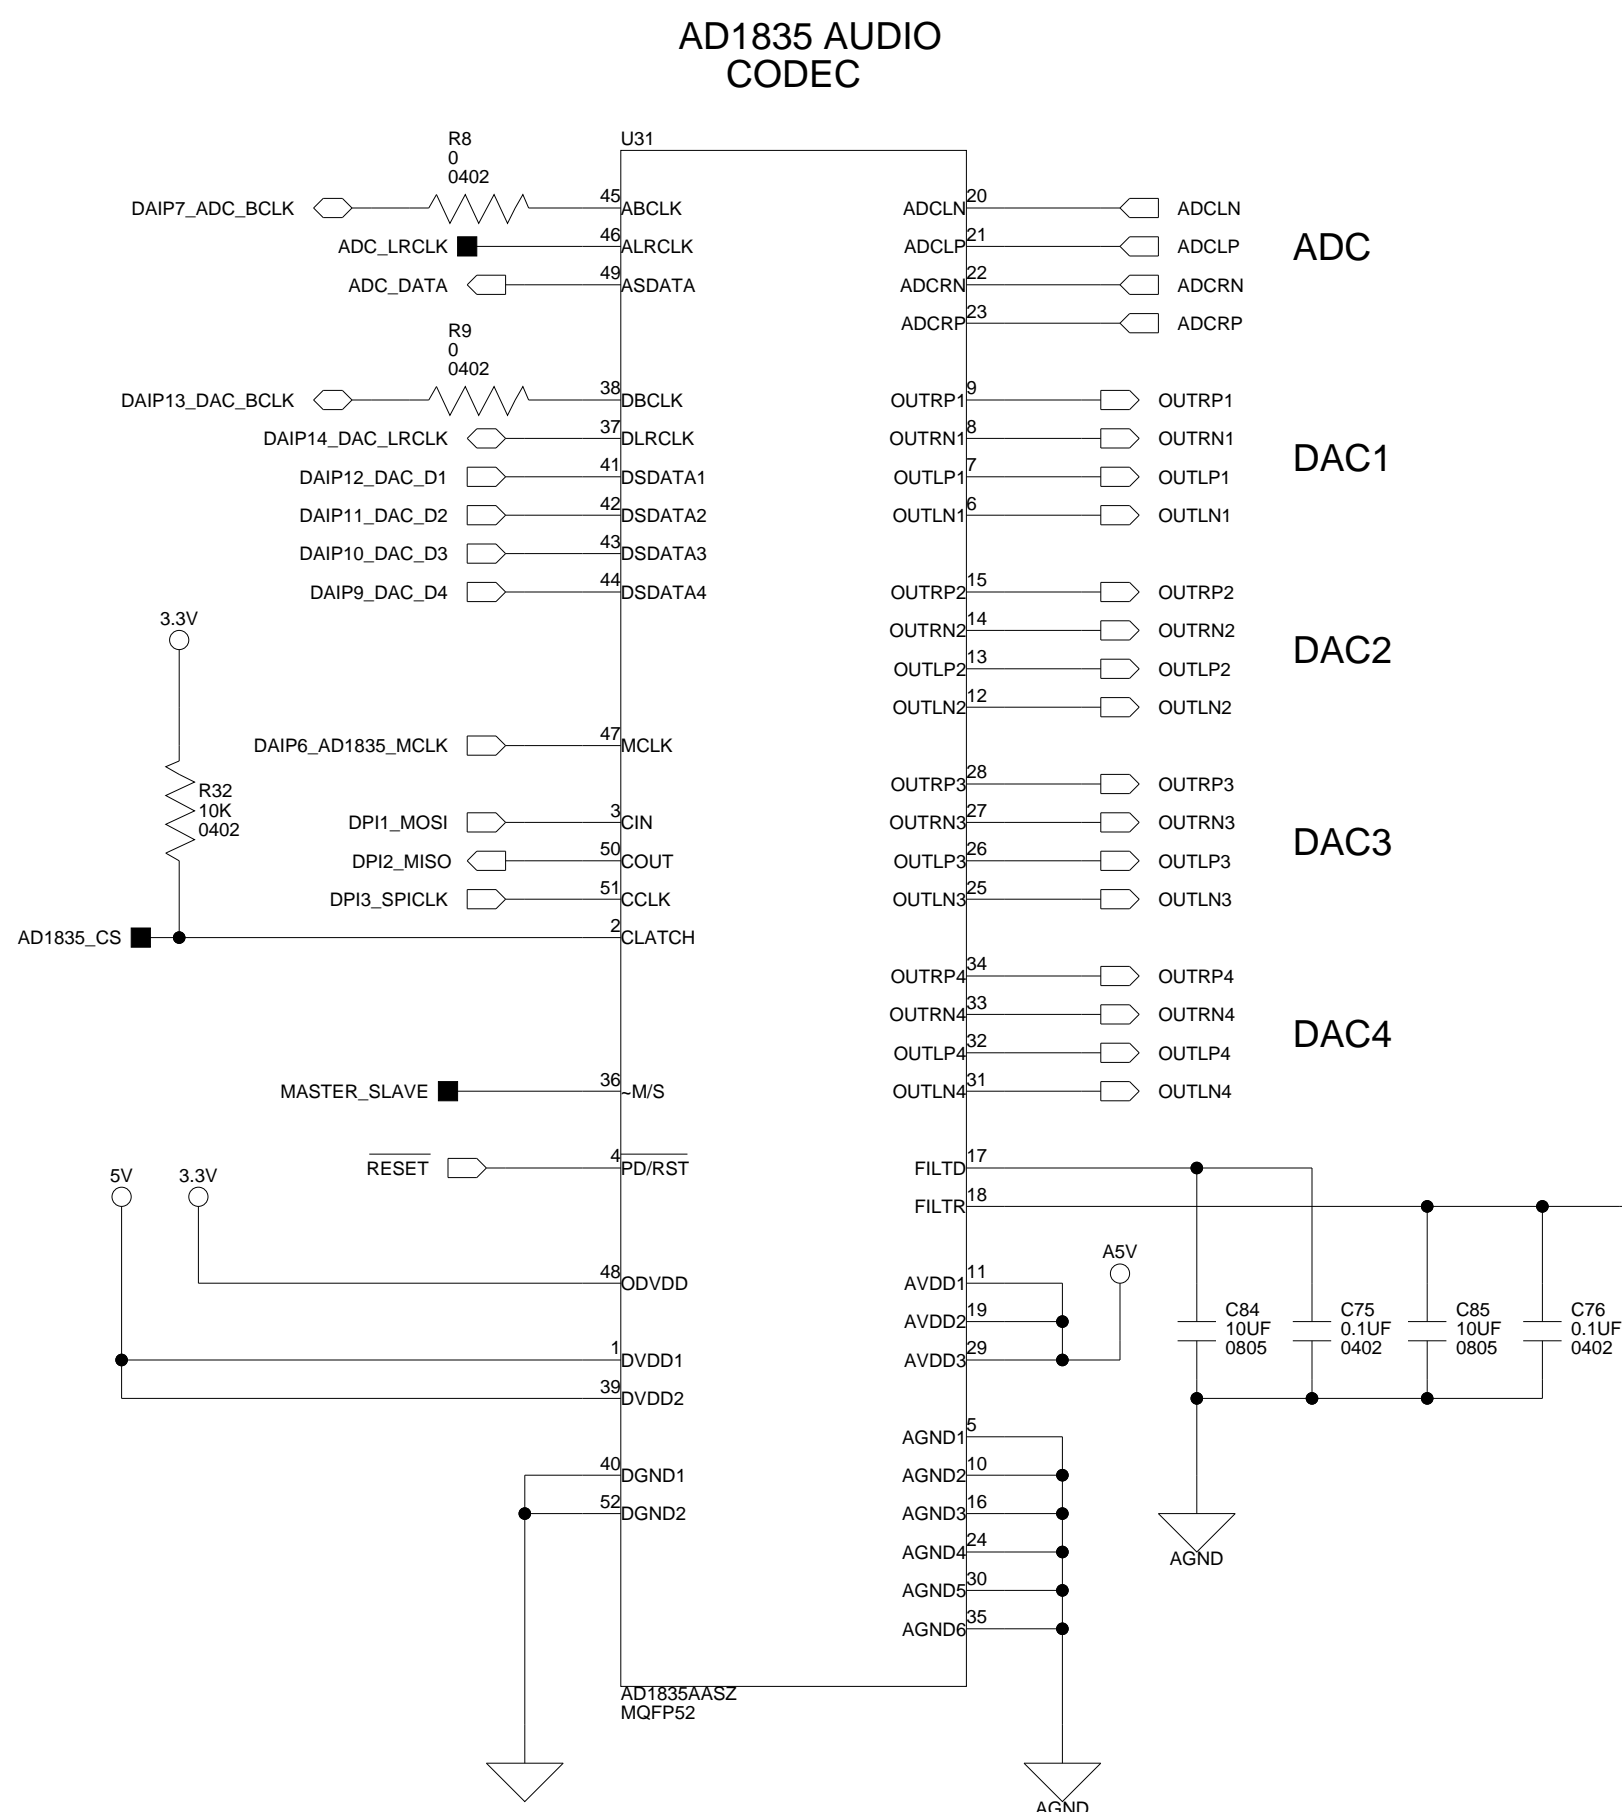 AD1835 AUDIO
CODEC
R8
0
0402
U31
DAIP7_ADC_BCLK
45
ABCLK
ADC_LRCLK
46
ALRCLK
ADC_DATA
49
ASDATA
R9
0
0402
DAIP13_DAC_BCLK
38
DBCLK
DAIP14_DAC_LRCLK
37
DLRCLK
DAIP12_DAC_D1
41
DSDATA1
DAIP11_DAC_D2
42
DSDATA2
DAIP10_DAC_D3
43
DSDATA3
DAIP9_DAC_D4
44
DSDATA4
3.3V
R32
10K
0402
DAIP6_AD1835_MCLK
47
MCLK
DPI1_MOSI
3
CIN
DPI2_MISO
50
COUT
DPI3_SPICLK
51
CCLK
AD1835_CS
2
CLATCH
MASTER_SLAVE
36
~M/S
RESET
4
PD/RST
5V
3.3V
48
ODVDD
1
DVDD1
39
DVDD2
40
DGND1
52
DGND2
ADCLN
20
ADCLN
ADCLP
21
ADCLP
ADCRN
22
ADCRN
ADCRP
23
ADCRP
ADC
OUTRP1
9
OUTRP1
OUTRN1
8
OUTRN1
OUTLP1
7
OUTLP1
OUTLN1
6
OUTLN1
DAC1
OUTRP2
15
OUTRP2
OUTRN2
14
OUTRN2
OUTLP2
13
OUTLP2
OUTLN2
12
OUTLN2
DAC2
OUTRP3
28
OUTRP3
OUTRN3
27
OUTRN3
OUTLP3
26
OUTLP3
OUTLN3
25
OUTLN3
DAC3
OUTRP4
34
OUTRP4
OUTRN4
33
OUTRN4
OUTLP4
32
OUTLP4
OUTLN4
31
OUTLN4
DAC4
FILTD
17
FILTR
18
A5V
AVDD1
11
AVDD2
19
AVDD3
29
C84
10UF
0805
C75
0.1UF
0402
C85
10UF
0805
C76
0.1UF
0402
AGND1
5
AGND2
10
AGND3
16
AGND4
24
AGND5
30
AGND6
35
AGND
AD1835AASZ
MQFP52
AGND